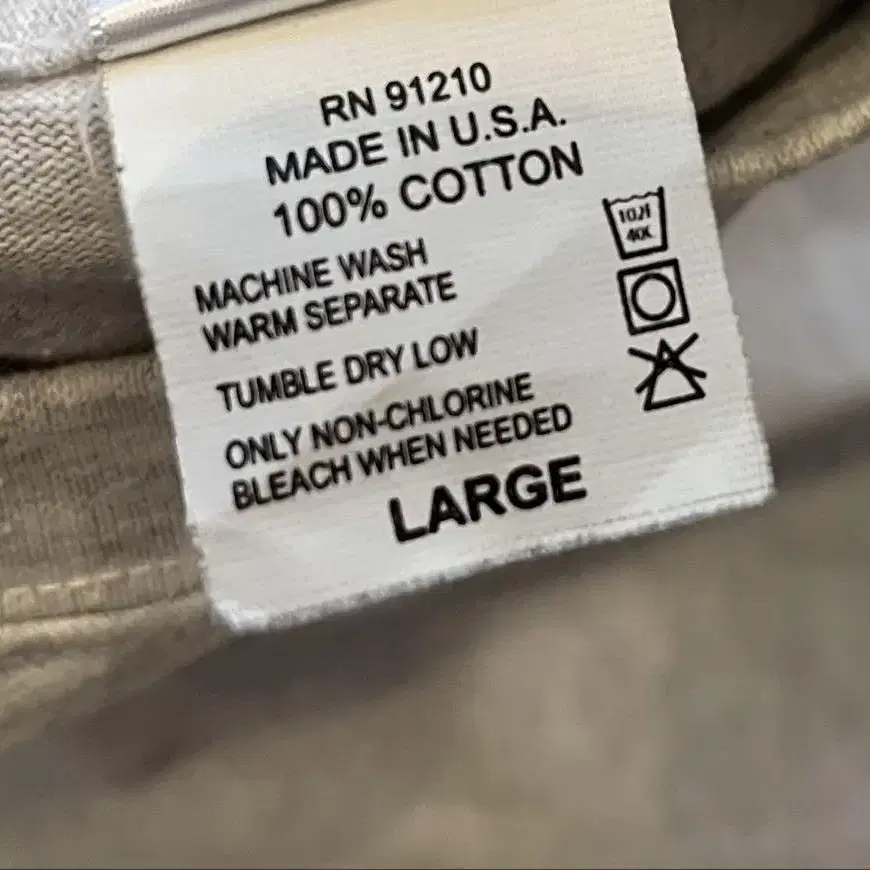 RN 91210
MADE IN U.S.A.
100% COTTON
MACHINE WASH
WARM SEPARATE
TUMBLE DRY LOW
ONLY NON-CHLORINE
BLEACH WHEN NEEDED
LARGE